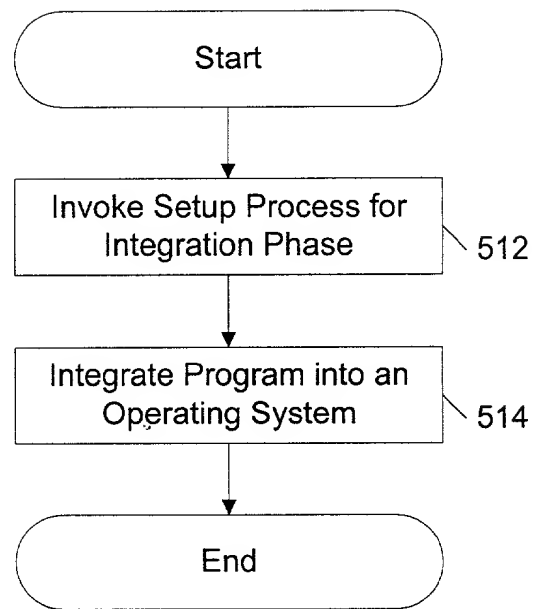 Start
Invoke Setup Process for
Integration Phase
512
Integrate Program into an
Operating System
514
End